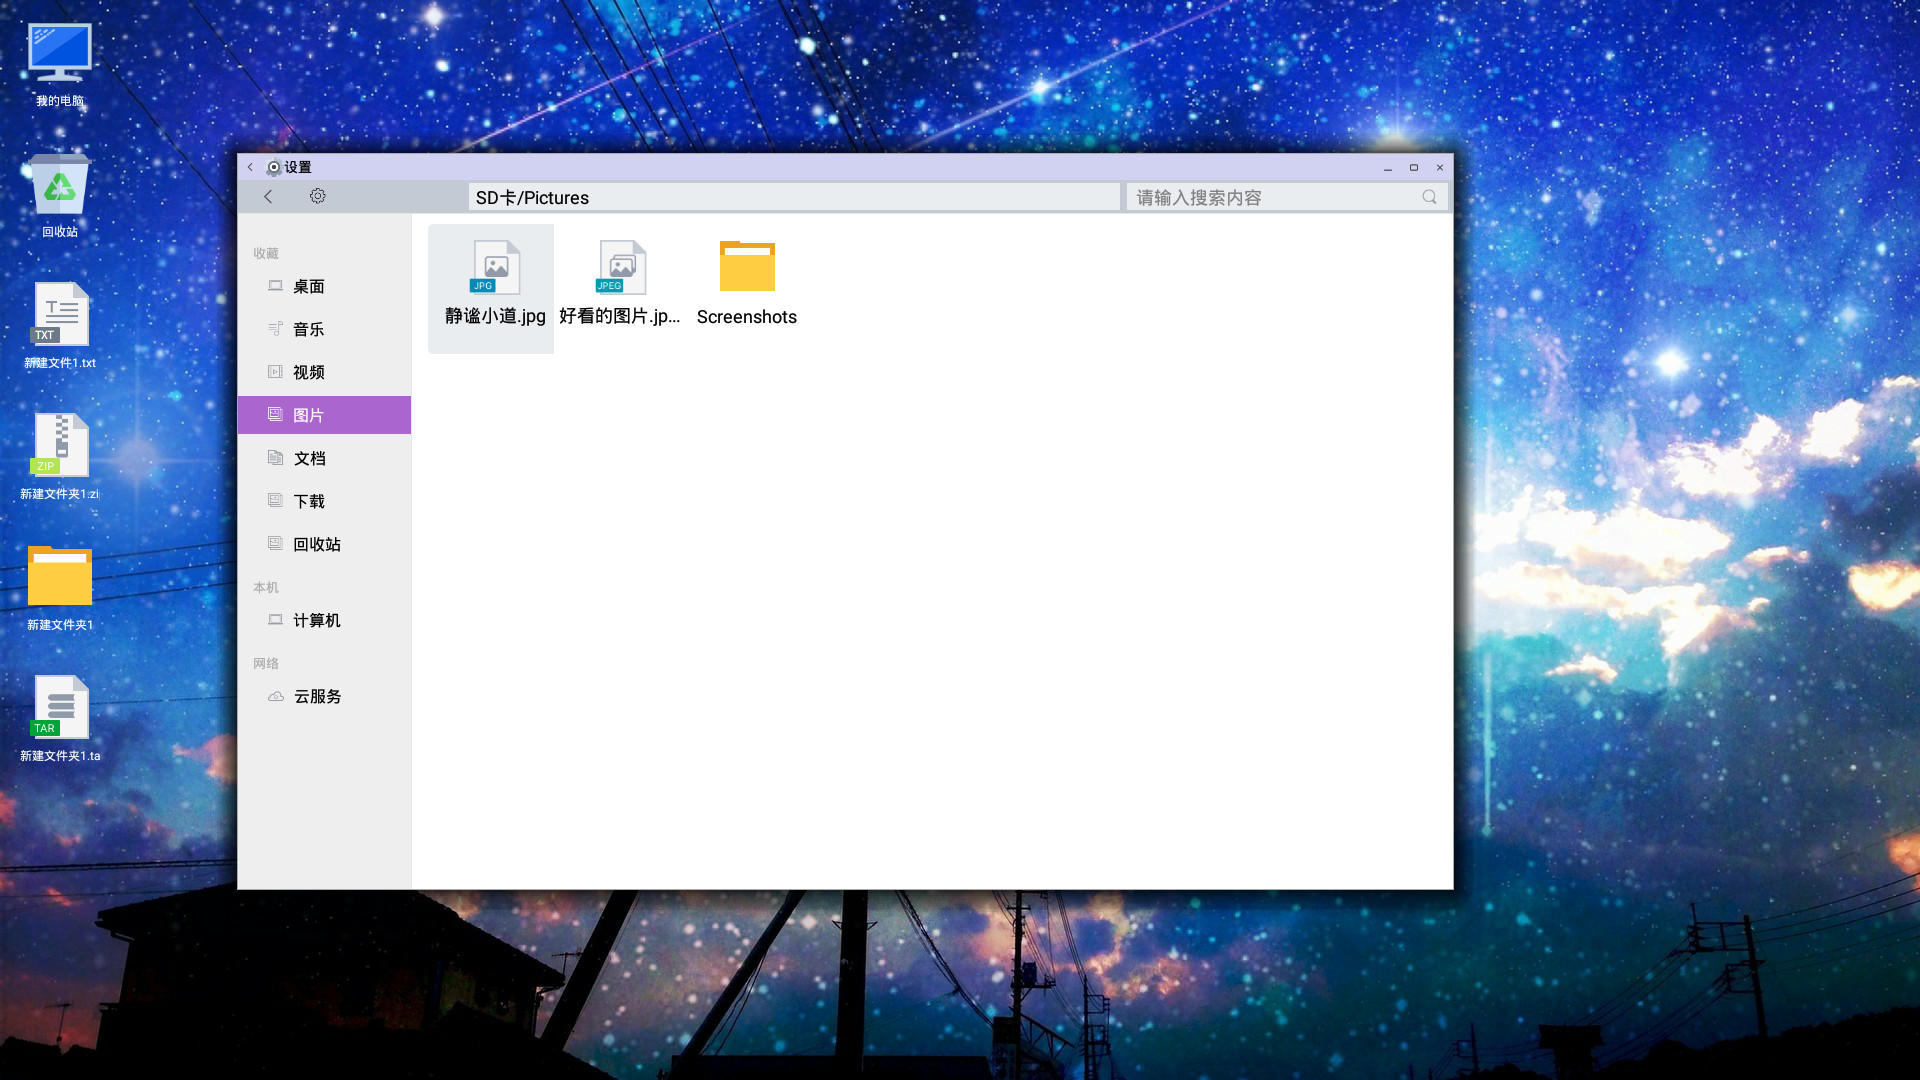 我的电脑
回收站
TXT
新建文件1.txt
ZIP
新建文件夹1.zi
新建文件夹1
TAR
新建文件夹1.ta
设置
SD卡/Pictures
请输入搜索内容
收藏
桌面
音乐
视频
图片
文档
下载
回收站
本机
计算机
网络
云服务
JPG
静谧小道.jpg
JPEG
好看的图片.jp...
Screenshots